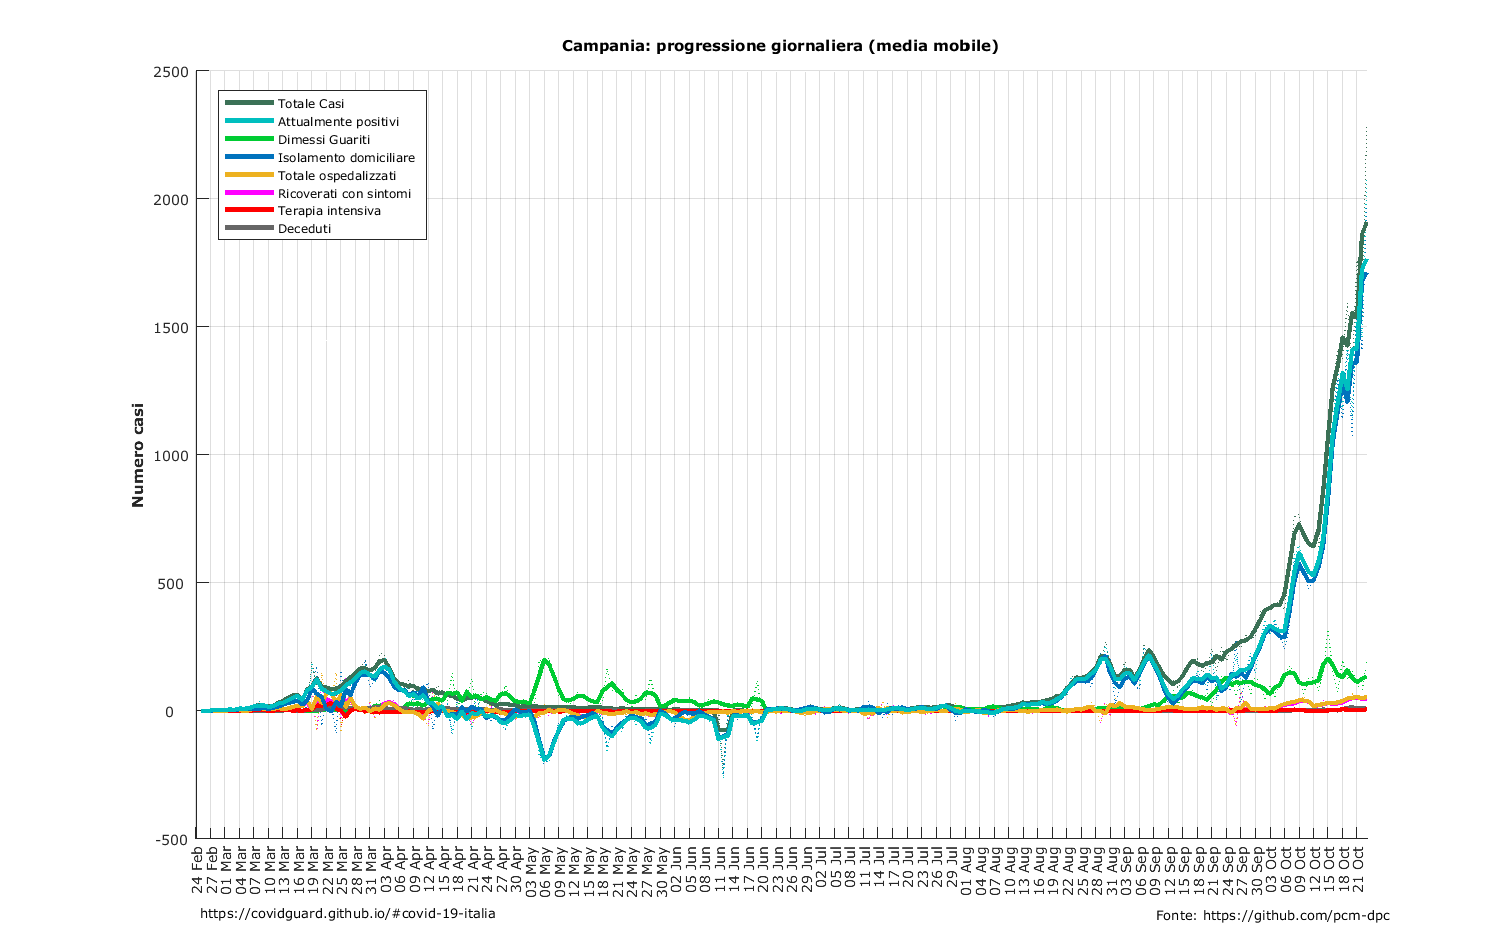 Campania: progressione giornaliera (media mobile)
2500
2000
1500
1000
500
0
-500
Numero casi
Totale Casi
Attualmente positivi
Dimessi Guariti
Isolamento domiciliare
Totale ospedalizzati
Ricoverati con sintomi
Terapia intensiva
Deceduti
24 Feb
27 Feb
01 Mar
04 Mar
07 Mar
10 Mar
13 Mar
16 Mar
19 Mar
22 Mar
25 Mar
28 Mar
31 Mar
03 Apr
06 Apr
09 Apr
12 Apr
15 Apr
18 Apr
21 Apr
24 Apr
27 Apr
30 Apr
03 May
06 May
09 May
12 May
15 May
18 May
21 May
24 May
27 May
30 May
02 Jun
05 Jun
08 Jun
11 Jun
14 Jun
17 Jun
20 Jun
23 Jun
26 Jun
29 Jun
02 Jul
05 Jul
08 Jul
11 Jul
14 Jul
17 Jul
20 Jul
23 Jul
26 Jul
29 Jul
01 Aug
04 Aug
07 Aug
10 Aug
13 Aug
16 Aug
19 Aug
22 Aug
25 Aug
28 Aug
31 Aug
03 Sep
06 Sep
09 Sep
12 Sep
15 Sep
18 Sep
21 Sep
24 Sep
27 Sep
30 Sep
03 Oct
06 Oct
09 Oct
12 Oct
15 Oct
18 Oct
21 Oct
https://covidguard.github.io/#covid-19-italia
Fonte: https://github.com/pcm-dpc